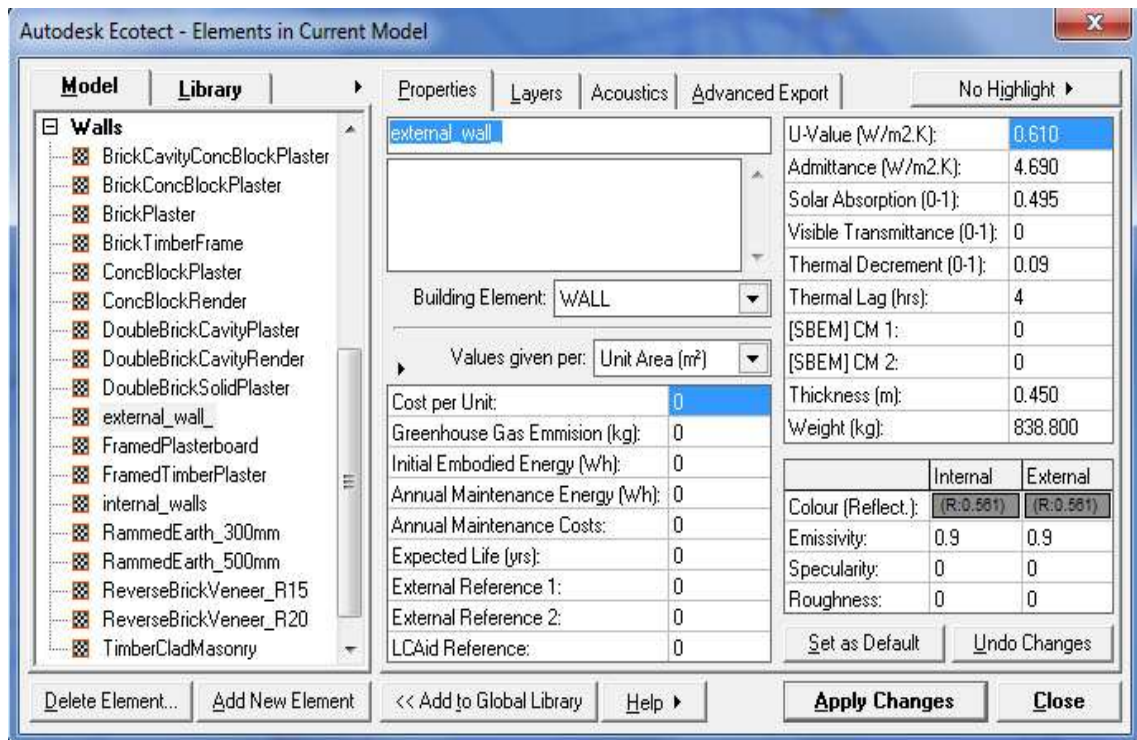 Autodesk Ecotect - Elements in Current Model
x
Model
Library
Walls
BrickCavityConcBlockPlaster
BrickConcBlockPlaster
BrickPlaster
BrickTimberFrame
ConcBlockPlaster
ConcBlockRender
DoubleBrickCavityPlaster
DoubleBrickCavityRender
DoubleBrickSolidPlaster
external_wall_
FramedPlasterboard
FramedTimberPlaster
internal_walls
RammedEarth_300mm
RammedEarth_500mm
ReverseBrickVeneer_R15
ReverseBrickVeneer_R20
TimberCladMasonry
Delete Element...
Add New Element
Properties
Layers
Acoustics
Advanced Export
No Highlight
external_wall_
Building Element: WALL
Values given per: Unit Area (m²)
Cost per Unit: 0
Greenhouse Gas Emmision (kg): 0
Initial Embodied Energy (Wh): 0
Annual Maintenance Energy (Wh): 0
Annual Maintenance Costs: 0
Expected Life (yrs): 0
External Reference 1: 0
External Reference 2: 0
LCAid Reference: 0
U-Value (W/m2.K): 0.610
Admittance (W/m2.K): 4.690
Solar Absorption (0-1): 0.495
Visible Transmittance (0-1): 0
Thermal Decrement (0-1): 0.09
Thermal Lag (hrs): 4
[SBEM] CM 1: 0
[SBEM] CM 2: 0
Thickness (m): 0.450
Weight (kg): 838.800
Internal External
Colour (Reflect.): (R:0.561) (R:0.561)
Emissivity: 0.9 0.9
Specularity: 0 0
Roughness: 0 0
Set as Default
Undo Changes
<< Add to Global Library
Help
Apply Changes
Close